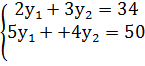 2y₁ + 3y₂ = 34
5y₁ + +4y₂ = 50